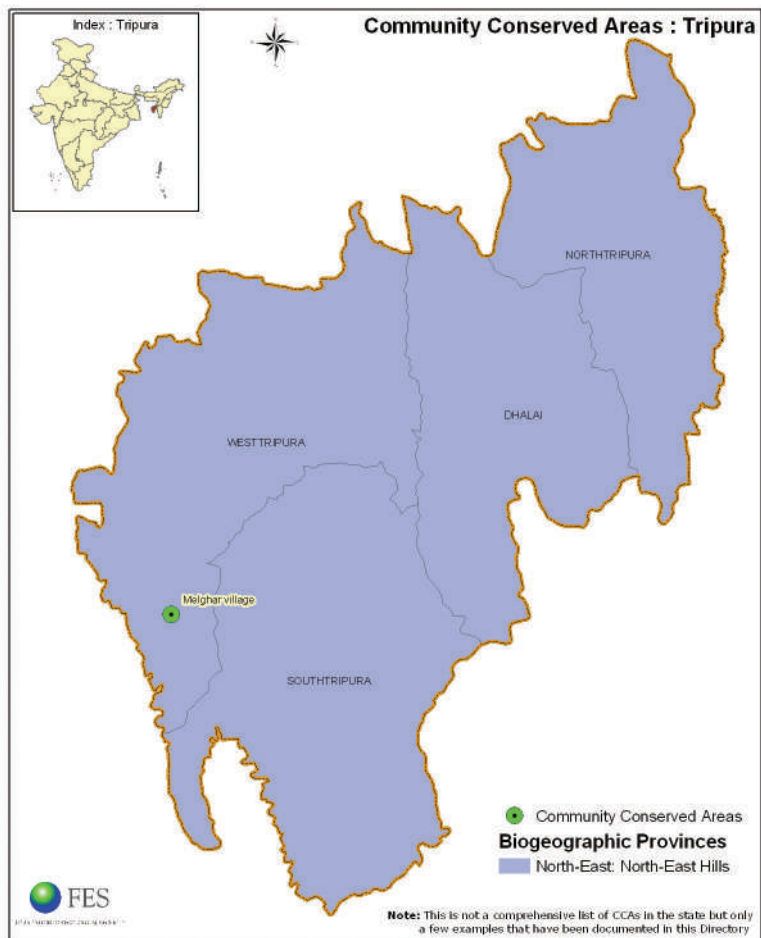 Index : Tripura
Community Conserved Areas : Tripura
NORTHTRIPURA
DHALAI
WESTTRIPURA
Melghar village
SOUTHTRIPURA
Community Conserved Areas
Biogeographic Provinces
North-East: North-East Hills
FES
Note: This is not a comprehensive list of CCAs in the state but only
a few examples that have been documented in this Directory